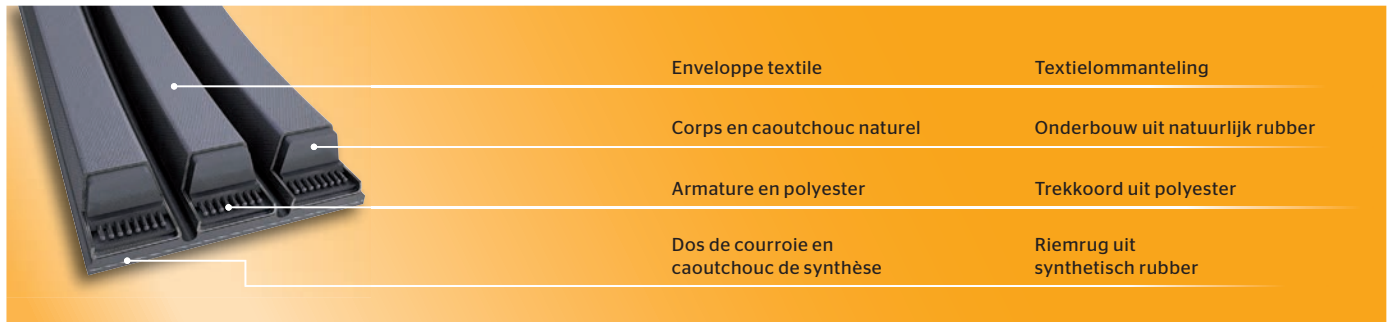 Enveloppe textile
Textielommanteling
Corps en caoutchouc naturel
Onderbouw uit natuurlijk rubber
Armature en polyester
Trekkoord uit polyester
Dos de courroie en
caoutchouc de synthèse
Riemrug uit
synthetisch rubber